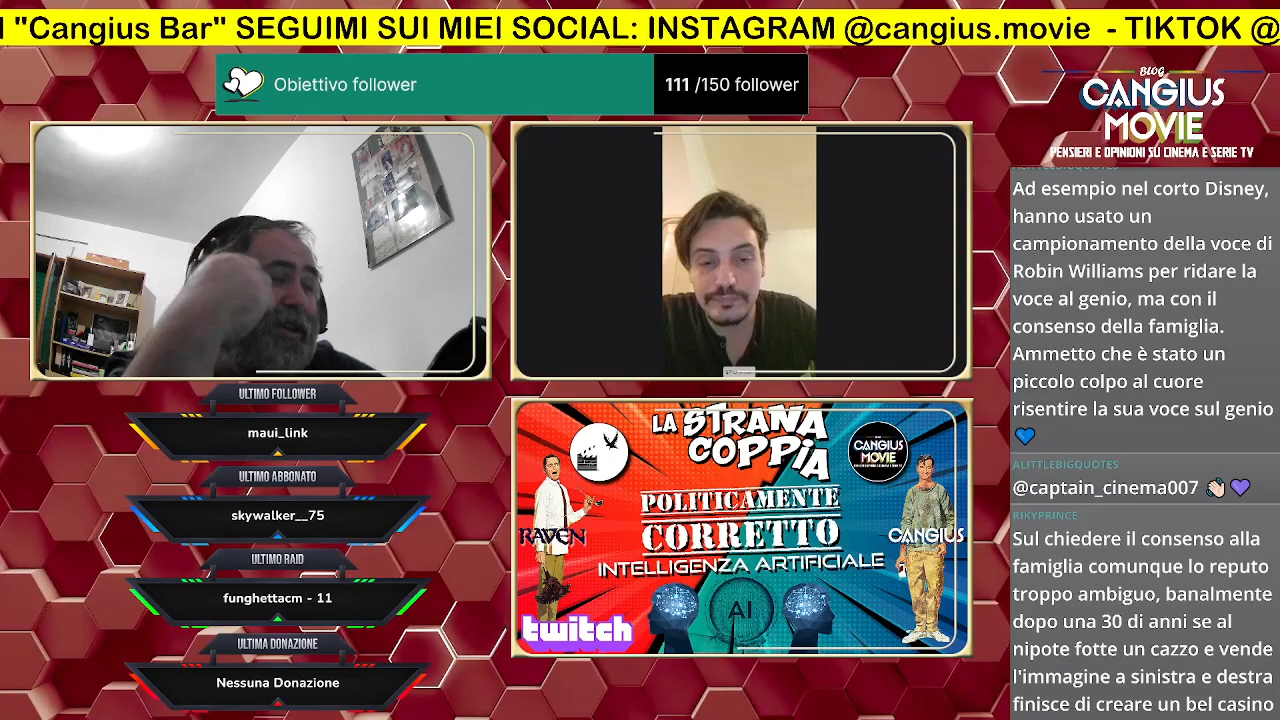 "Cangius Bar" SEGUIMI SUI MIEI SOCIAL: INSTAGRAM @cangius.movie - TIKTOK @
Obiettivo follower
111 /150 follower
BLOG
CANGIUS
MOVIE
PENSIERI E OPINIONI SU CINEMA E SERIE TV
ALITTLEBIGQUOTES
Ad esempio nel corto Disney,
hanno usato un
campionamento della voce di
Robin Williams per ridare la
voce al genio, ma con il
consenso della famiglia.
Ammetto che è stato un
piccolo colpo al cuore
risentire la sua voce sul genio
💙
ALITTLEBIGQUOTES
@captain_cinema007 👏🏻💜
RIKYPRINCE
Sul chiedere il consenso alla
famiglia comunque lo reputo
troppo ambiguo, banalmente
dopo una 30 di anni se al
nipote fotte un cazzo e vende
l'immagine a sinistra e destra
finisce di creare un bel casino
ULTIMO FOLLOWER
maui_link
ULTIMO ABBONATO
skywalker__75
ULTIMO RAID
funghettacm - 11
ULTIMA DONAZIONE
Nessuna Donazione
LA STRANA
COPPIA
CANGIUS
MOVIE
POLITICAMENTE
CORRETTO
INTELLIGENZA ARTIFICIALE
RAVEN
CANGIUS
AI
twitch